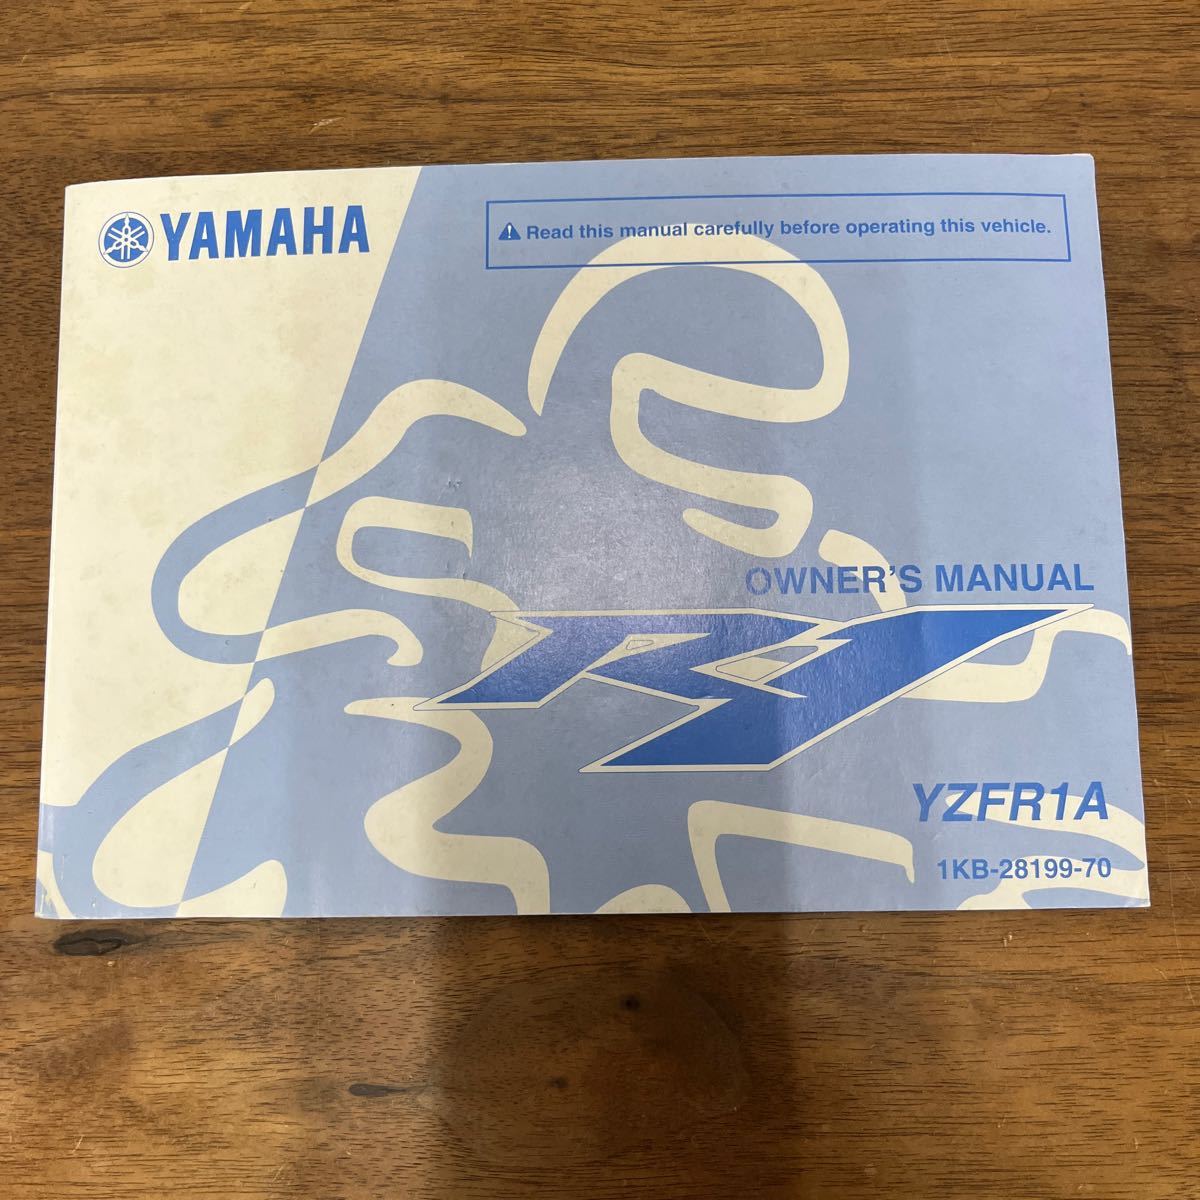 YAMAHA
Read this manual carefully before operating this vehicle.
OWNER'S MANUAL
R1
YZFR1A
1KB-28199-70